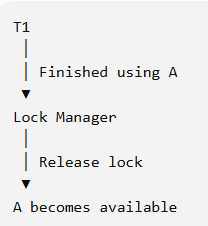 T1
Finished using A
Lock Manager
Release lock
A becomes available